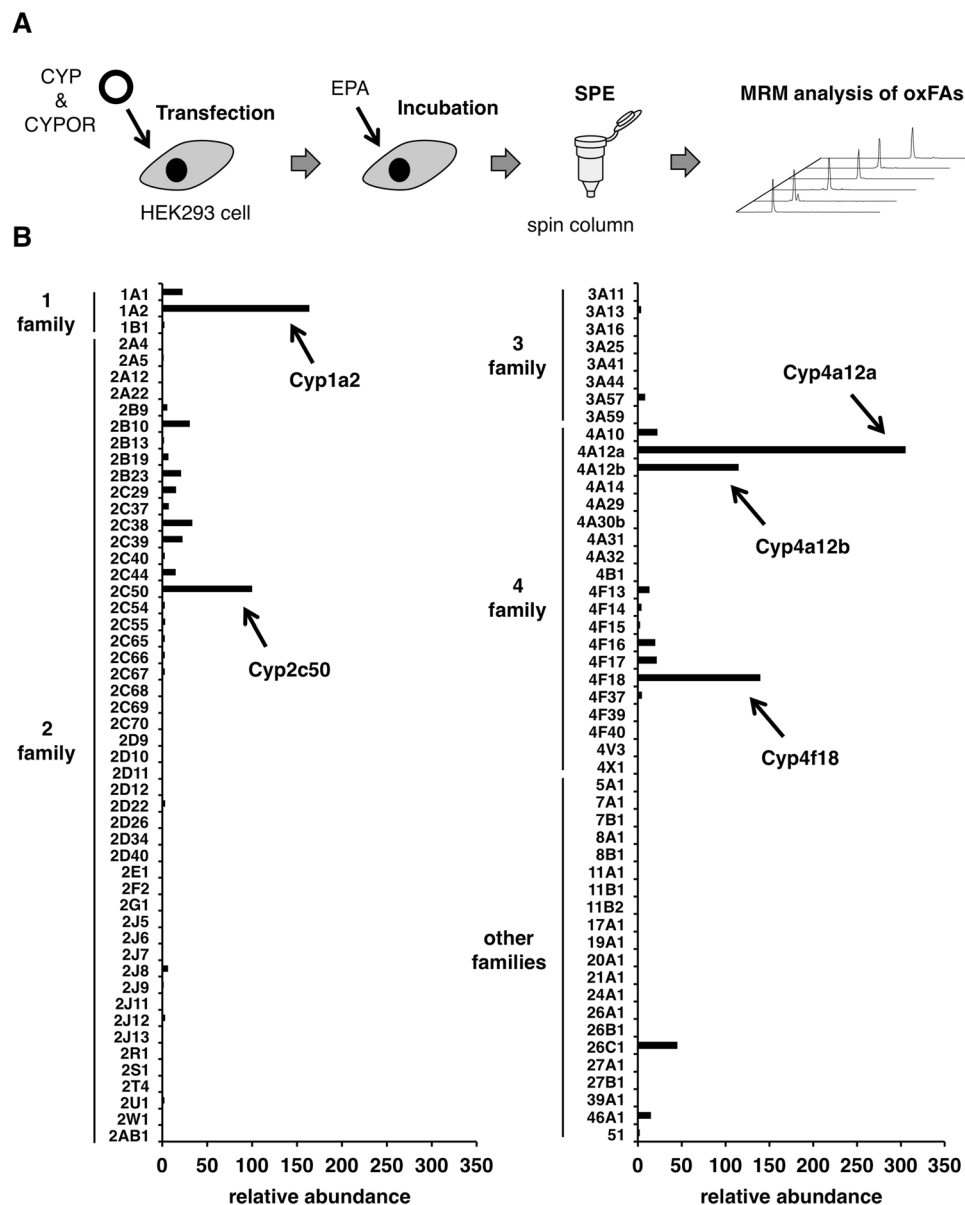 A
CYP
&
CYPOR
Transfection
HEK293 cell
EPA
Incubation
SPE
spin column
MRM analysis of oxFAs
B
1
family
1A1
1A2
1B1
Cyp1a2
2
family
2A4
2A5
2A12
2A22
2B9
2B10
2B13
2B19
2B23
2C29
2C37
2C38
2C39
2C40
2C44
2C50
2C54
2C55
2C65
2C66
2C67
2C68
2C69
2C70
2D9
2D10
2D11
2D12
2D22
2D26
2D34
2D40
2E1
2F2
2G1
2J5
2J6
2J7
2J8
2J9
2J11
2J12
2J13
2R1
2S1
2T4
2U1
2W1
2AB1
Cyp2c50
0 50 100 150 200 250 300 350
relative abundance
3
family
3A11
3A13
3A16
3A25
3A41
3A44
3A57
3A59
4
family
4A10
4A12a
4A12b
4A14
4A29
4A30b
4A31
4A32
4B1
4F13
4F14
4F15
4F16
4F17
4F18
4F37
4F39
4F40
4V3
4X1
Cyp4a12a
Cyp4a12b
Cyp4f18
other
families
5A1
7A1
7B1
8A1
8B1
11A1
11B1
11B2
17A1
19A1
20A1
21A1
24A1
26A1
26B1
26C1
27A1
27B1
39A1
46A1
51
0 50 100 150 200 250 300 350
relative abundance